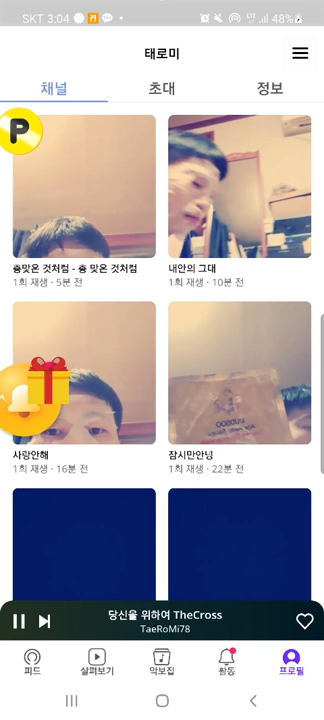 SKT 3:04
LTE 48%
태로미
채널 초대 정보
P
총맞은 것처럼 - 총 맞은 것처럼
1회 재생 · 5분 전
내안의 그대
1회 재생 · 10분 전
사랑안해
1회 재생 · 16분 전
잠시만안녕
1회 재생 · 22분 전
당신을 위하여 TheCross
TaeRoMi78
피드 살펴보기 악보집 활동 프로필